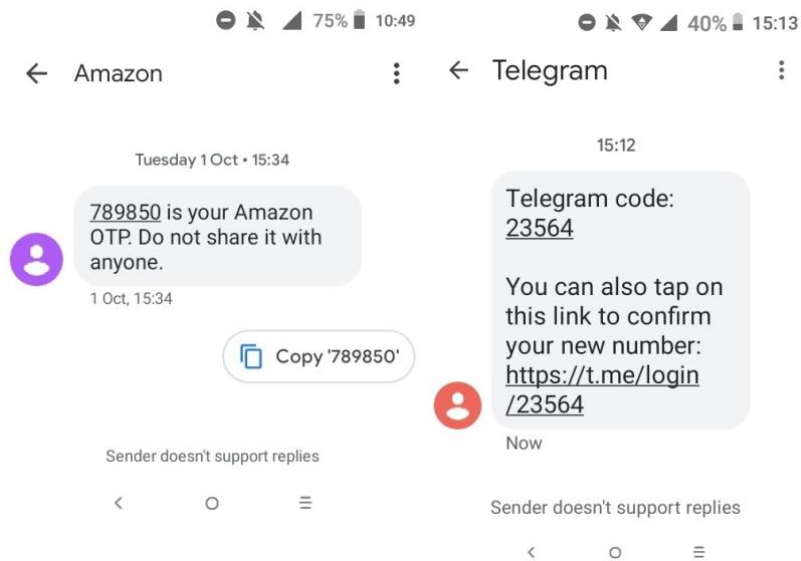 75% 10:49
Amazon
Tuesday 1 Oct • 15:34
789850 is your Amazon
OTP. Do not share it with
anyone.
1 Oct, 15:34
Copy '789850'
Sender doesn't support replies
40% 15:13
Telegram
15:12
Telegram code:
23564
You can also tap on
this link to confirm
your new number:
https://t.me/login
/23564
Now
Sender doesn't support replies